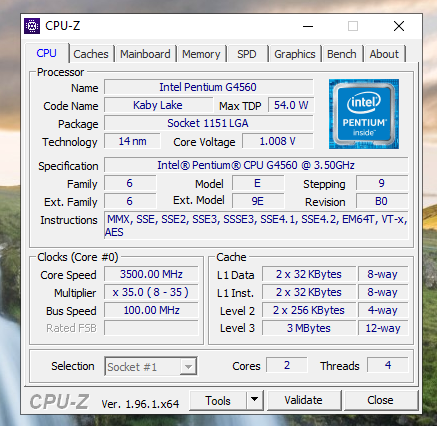 CPU-Z
CPU Caches Mainboard Memory SPD Graphics Bench About
Processor
Name Intel Pentium G4560
Code Name Kaby Lake Max TDP 54.0 W
Package Socket 1151 LGA
Technology 14 nm Core Voltage 1.008 V
intel
PENTIUM
inside™
Specification Intel® Pentium® CPU G4560 @ 3.50GHz
Family 6 Model E Stepping 9
Ext. Family 6 Ext. Model 9E Revision B0
Instructions MMX, SSE, SSE2, SSE3, SSSE3, SSE4.1, SSE4.2, EM64T, VT-x,
AES
Clocks (Core #0)
Core Speed 3500.00 MHz
Multiplier x 35.0 ( 8 - 35 )
Bus Speed 100.00 MHz
Rated FSB
Cache
L1 Data 2 x 32 KBytes 8-way
L1 Inst. 2 x 32 KBytes 8-way
Level 2 2 x 256 KBytes 4-way
Level 3 3 MBytes 12-way
Selection Socket #1 Cores 2 Threads 4
CPU-Z Ver. 1.96.1.x64 Tools Validate Close